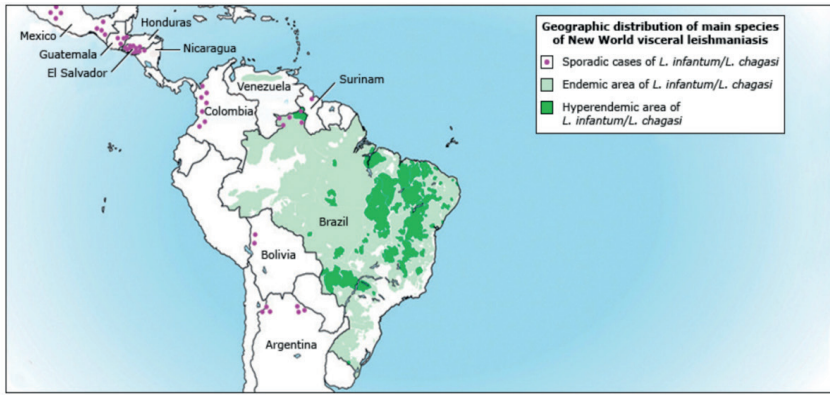 Geographic distribution of main species
of New World visceral leishmaniasis
Sporadic cases of L. infantum/L. chagasi
Endemic area of L. infantum/L. chagasi
Hyperendemic area of
L. infantum/L. chagasi
Mexico
Honduras
Guatemala
Nicaragua
El Salvador
Venezuela
Surinam
Colombia
Brazil
Bolivia
Argentina